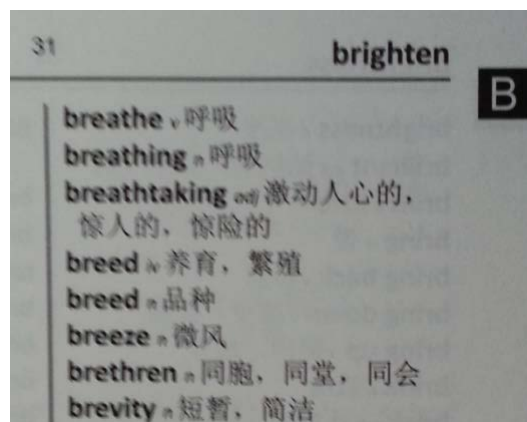 31
brighten
B
breathe v 呼吸
breathing n 呼吸
breathtaking adj 激动人心的，
惊人的，惊险的
breed iv 养育，繁殖
breed n 品种
breeze n 微风
brethren n 同胞，同堂，同会
brevity n 短暂，简洁